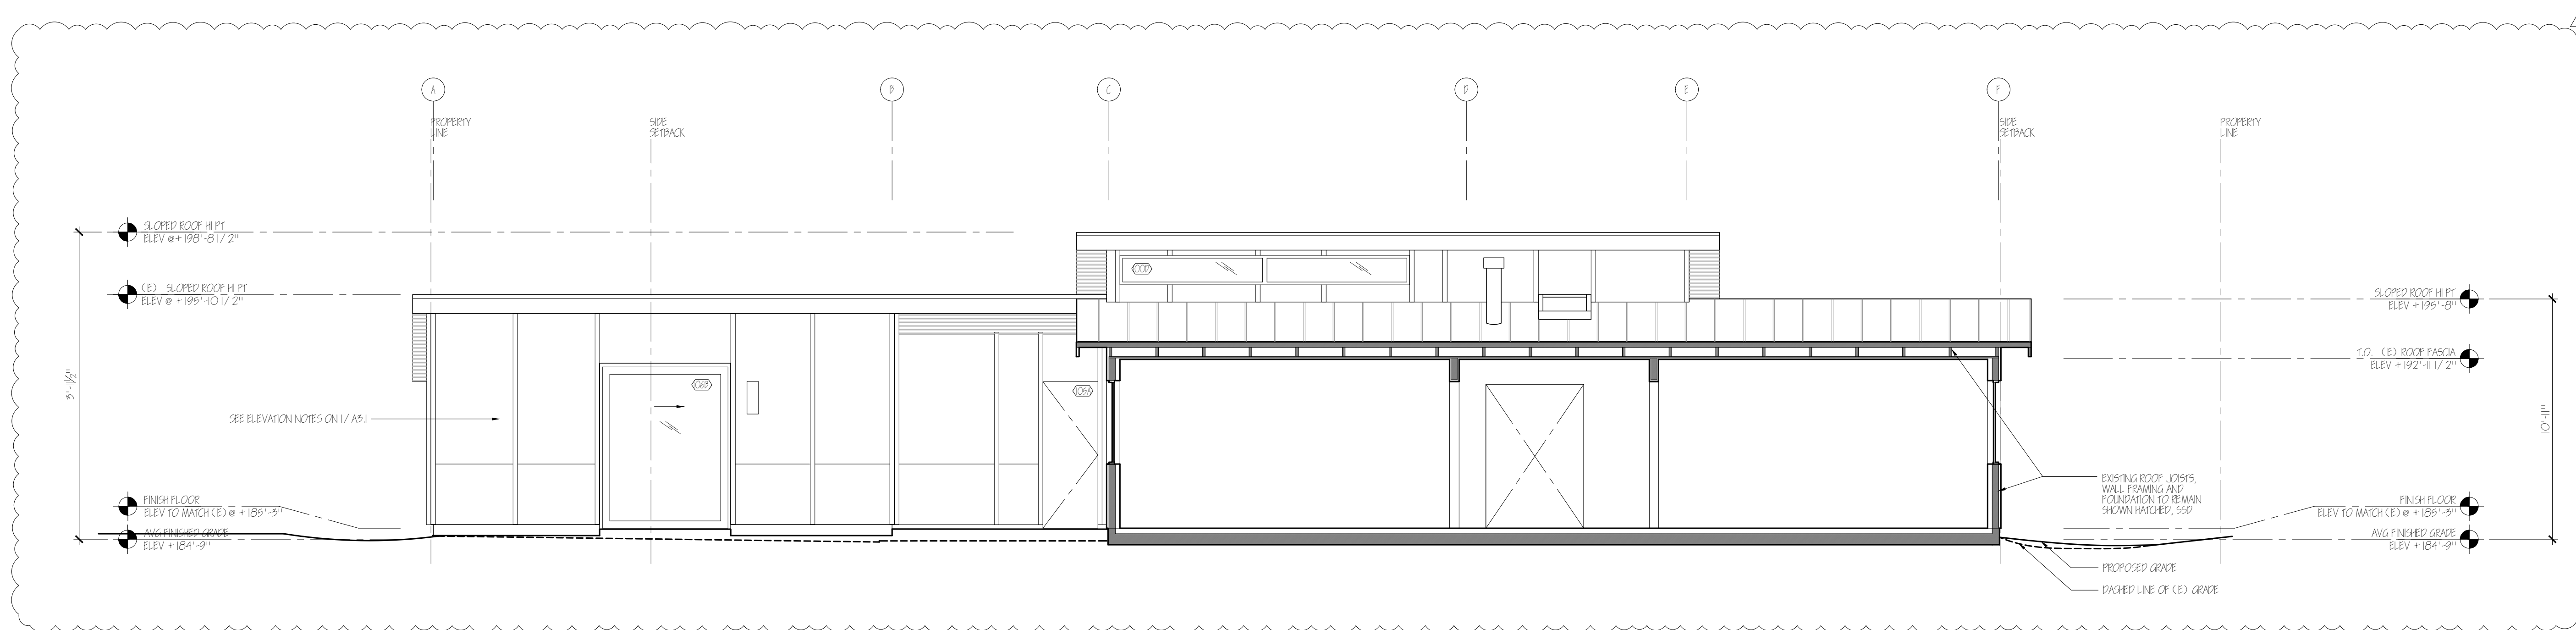 A
B
C
D
E
F
PROPERTY
LINE
SIDE
SETBACK
SIDE
SETBACK
PROPERTY
LINE
SLOPED ROOF HI PT
ELEV @+198'-8 1/2"
(E) SLOPED ROOF HI PT
ELEV @ +195'-10 1/2"
13'-11½"
SEE ELEVATION NOTES ON 1/A3.1
FINISH FLOOR
ELEV TO MATCH (E) @ +185'-3"
AVG FINISHED GRADE
ELEV +184'-9"
106B
105A
SLOPED ROOF HI PT
ELEV +195'-8"
T.O. (E) ROOF FASCIA
ELEV +192'-11 1/2"
10'-11"
EXISTING ROOF JOISTS,
WALL FRAMING AND
FOUNDATION TO REMAIN
SHOWN HATCHED, SSD
FINISH FLOOR
ELEV TO MATCH (E) @ +185'-3"
AVG FINISHED GRADE
ELEV +184'-9"
PROPOSED GRADE
DASHED LINE OF (E) GRADE